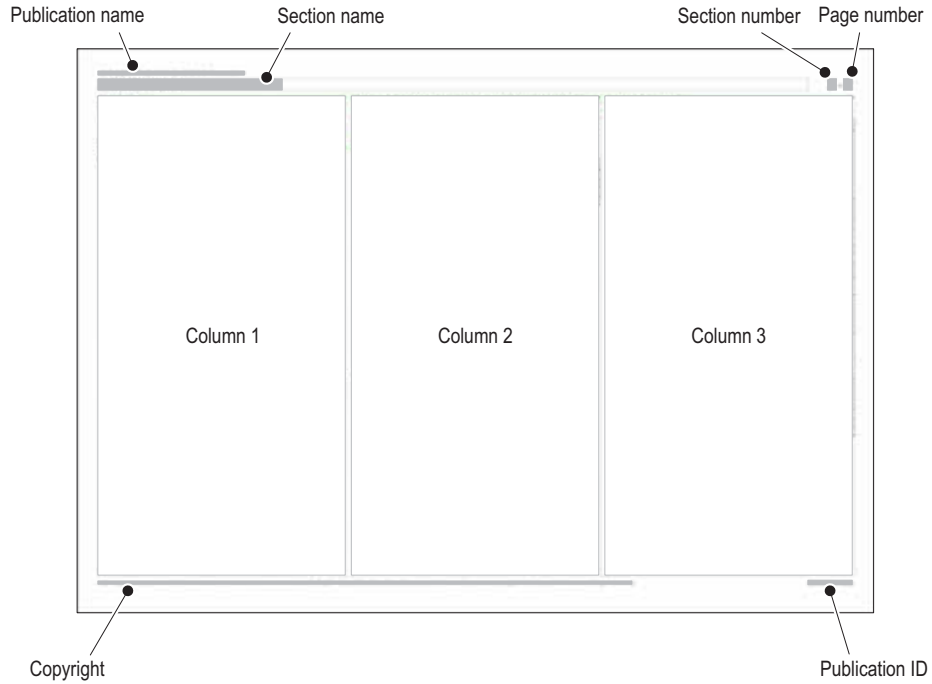 Publication name
Section name
Section number
Page number
Column 1
Column 2
Column 3
Copyright
Publication ID